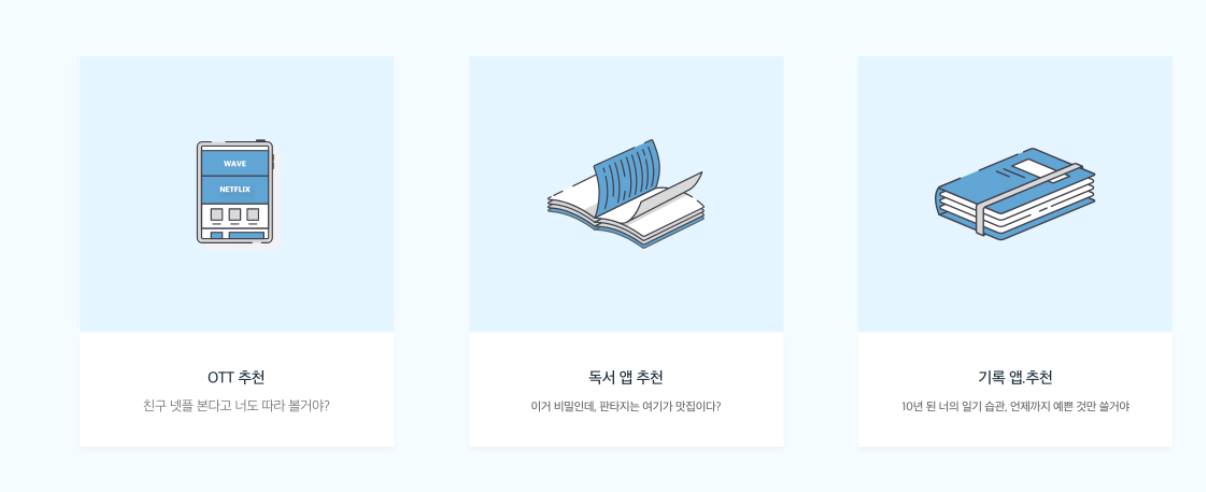 WAVE
NETFLIX
OTT 추천
친구 넷플 본다고 너도 따라 볼거야?
독서 앱 추천
이거 비밀인데, 판타지는 여기가 맛집이다?
기록 앱.추천
10년 된 너의 일기 습관, 언제까지 예쁜 것만 쓸거야